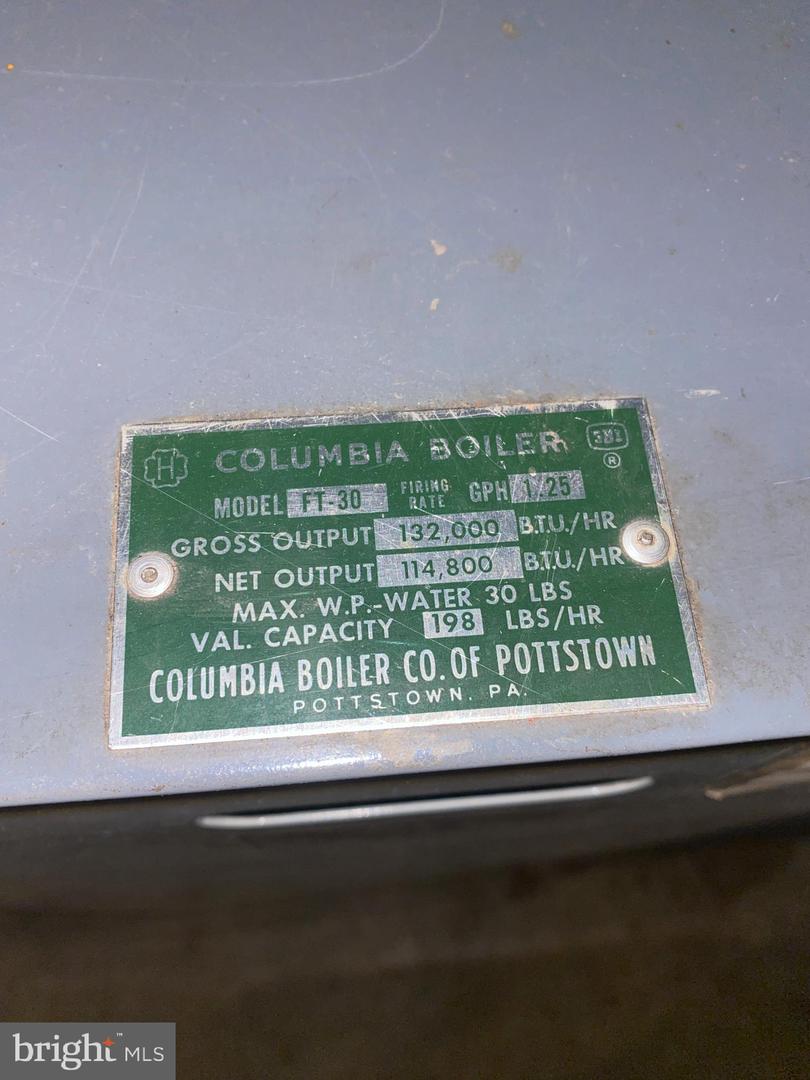 H COLUMBIA BOILER ®
MODEL FT-30 FIRING RATE GPH 1.25
GROSS OUTPUT 132,000 B.T.U./HR
NET OUTPUT 114,800 B.T.U./HR
MAX. W.P.-WATER 30 LBS
VAL. CAPACITY 198 LBS/HR
COLUMBIA BOILER CO. OF POTTSTOWN
POTTSTOWN, PA.
bright™ MLS